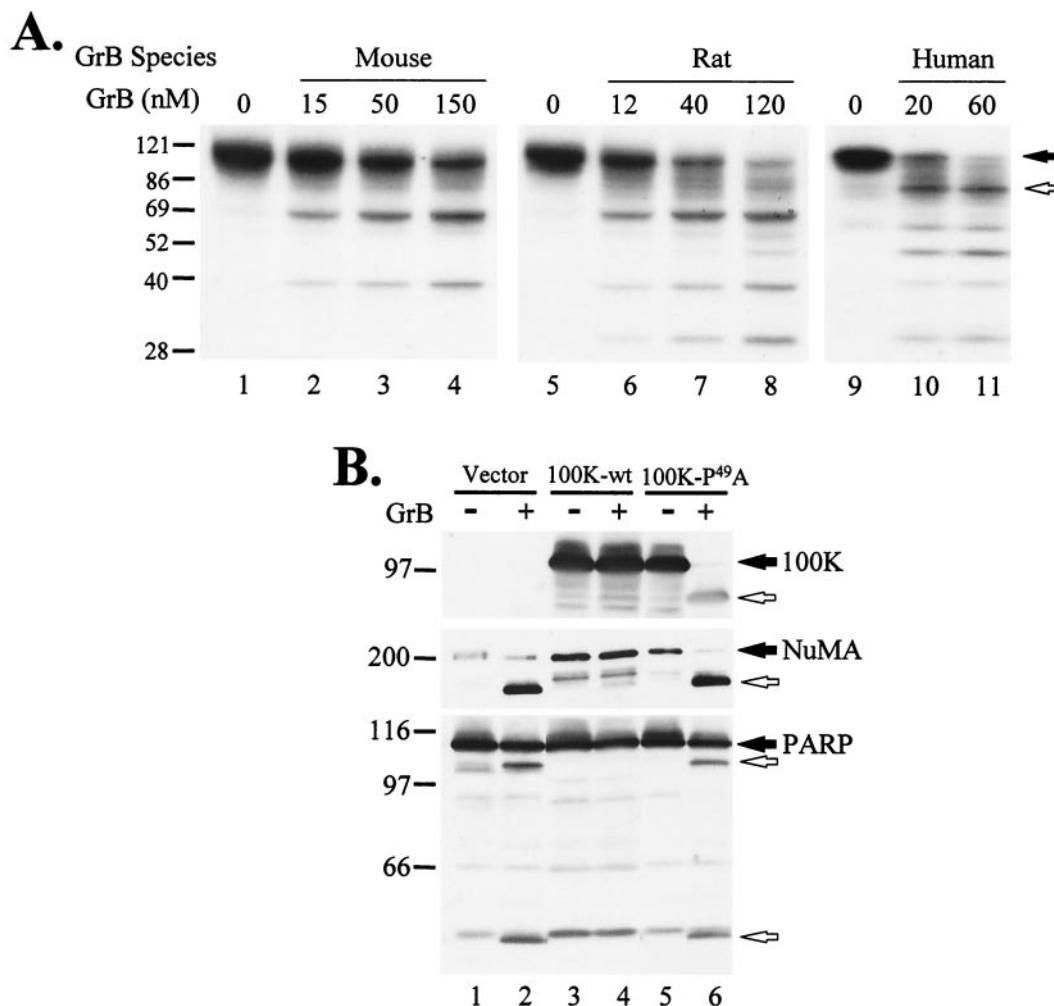 A.
GrB Species Mouse Rat Human
GrB (nM) 0 15 50 150 0 12 40 120 0 20 60
121
86
69
52
40
28
1 2 3 4 5 6 7 8 9 10 11
B.
Vector 100K-wt 100K-P⁴⁹A
GrB - + - + - +
97
100K
200
NuMA
116
PARP
97
66
1 2 3 4 5 6